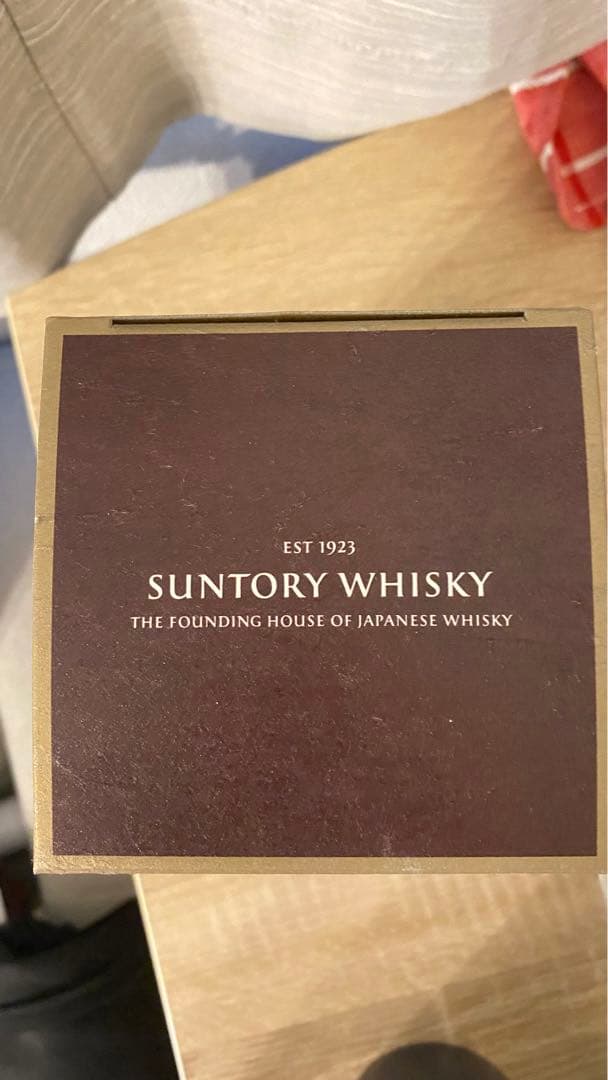 EST 1923
SUNTORY WHISKY
THE FOUNDING HOUSE OF JAPANESE WHISKY